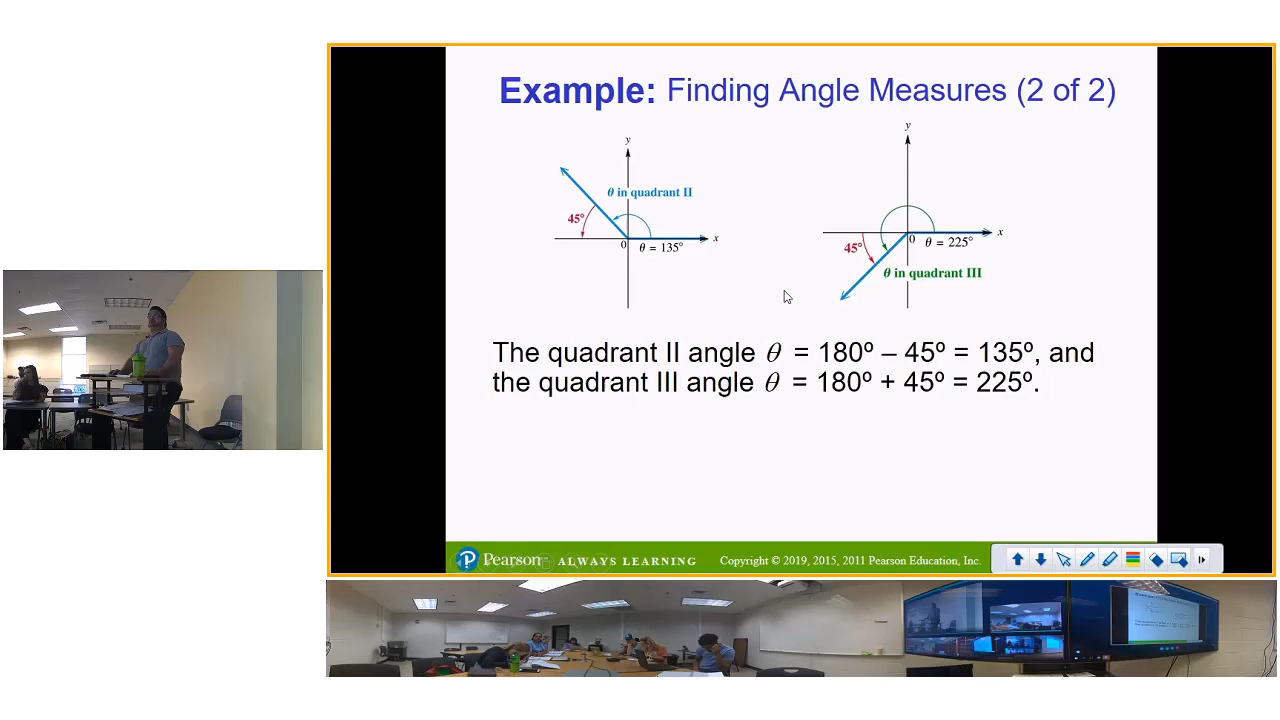 Example: Finding Angle Measures (2 of 2)
y
θ in quadrant II
45°
0
θ = 135°
x
y
45°
0
θ = 225°
x
θ in quadrant III
The quadrant II angle θ = 180º – 45º = 135º, and
the quadrant III angle θ = 180º + 45º = 225º.
Pearson ALWAYS LEARNING Copyright © 2019, 2015, 2011 Pearson Education, Inc.